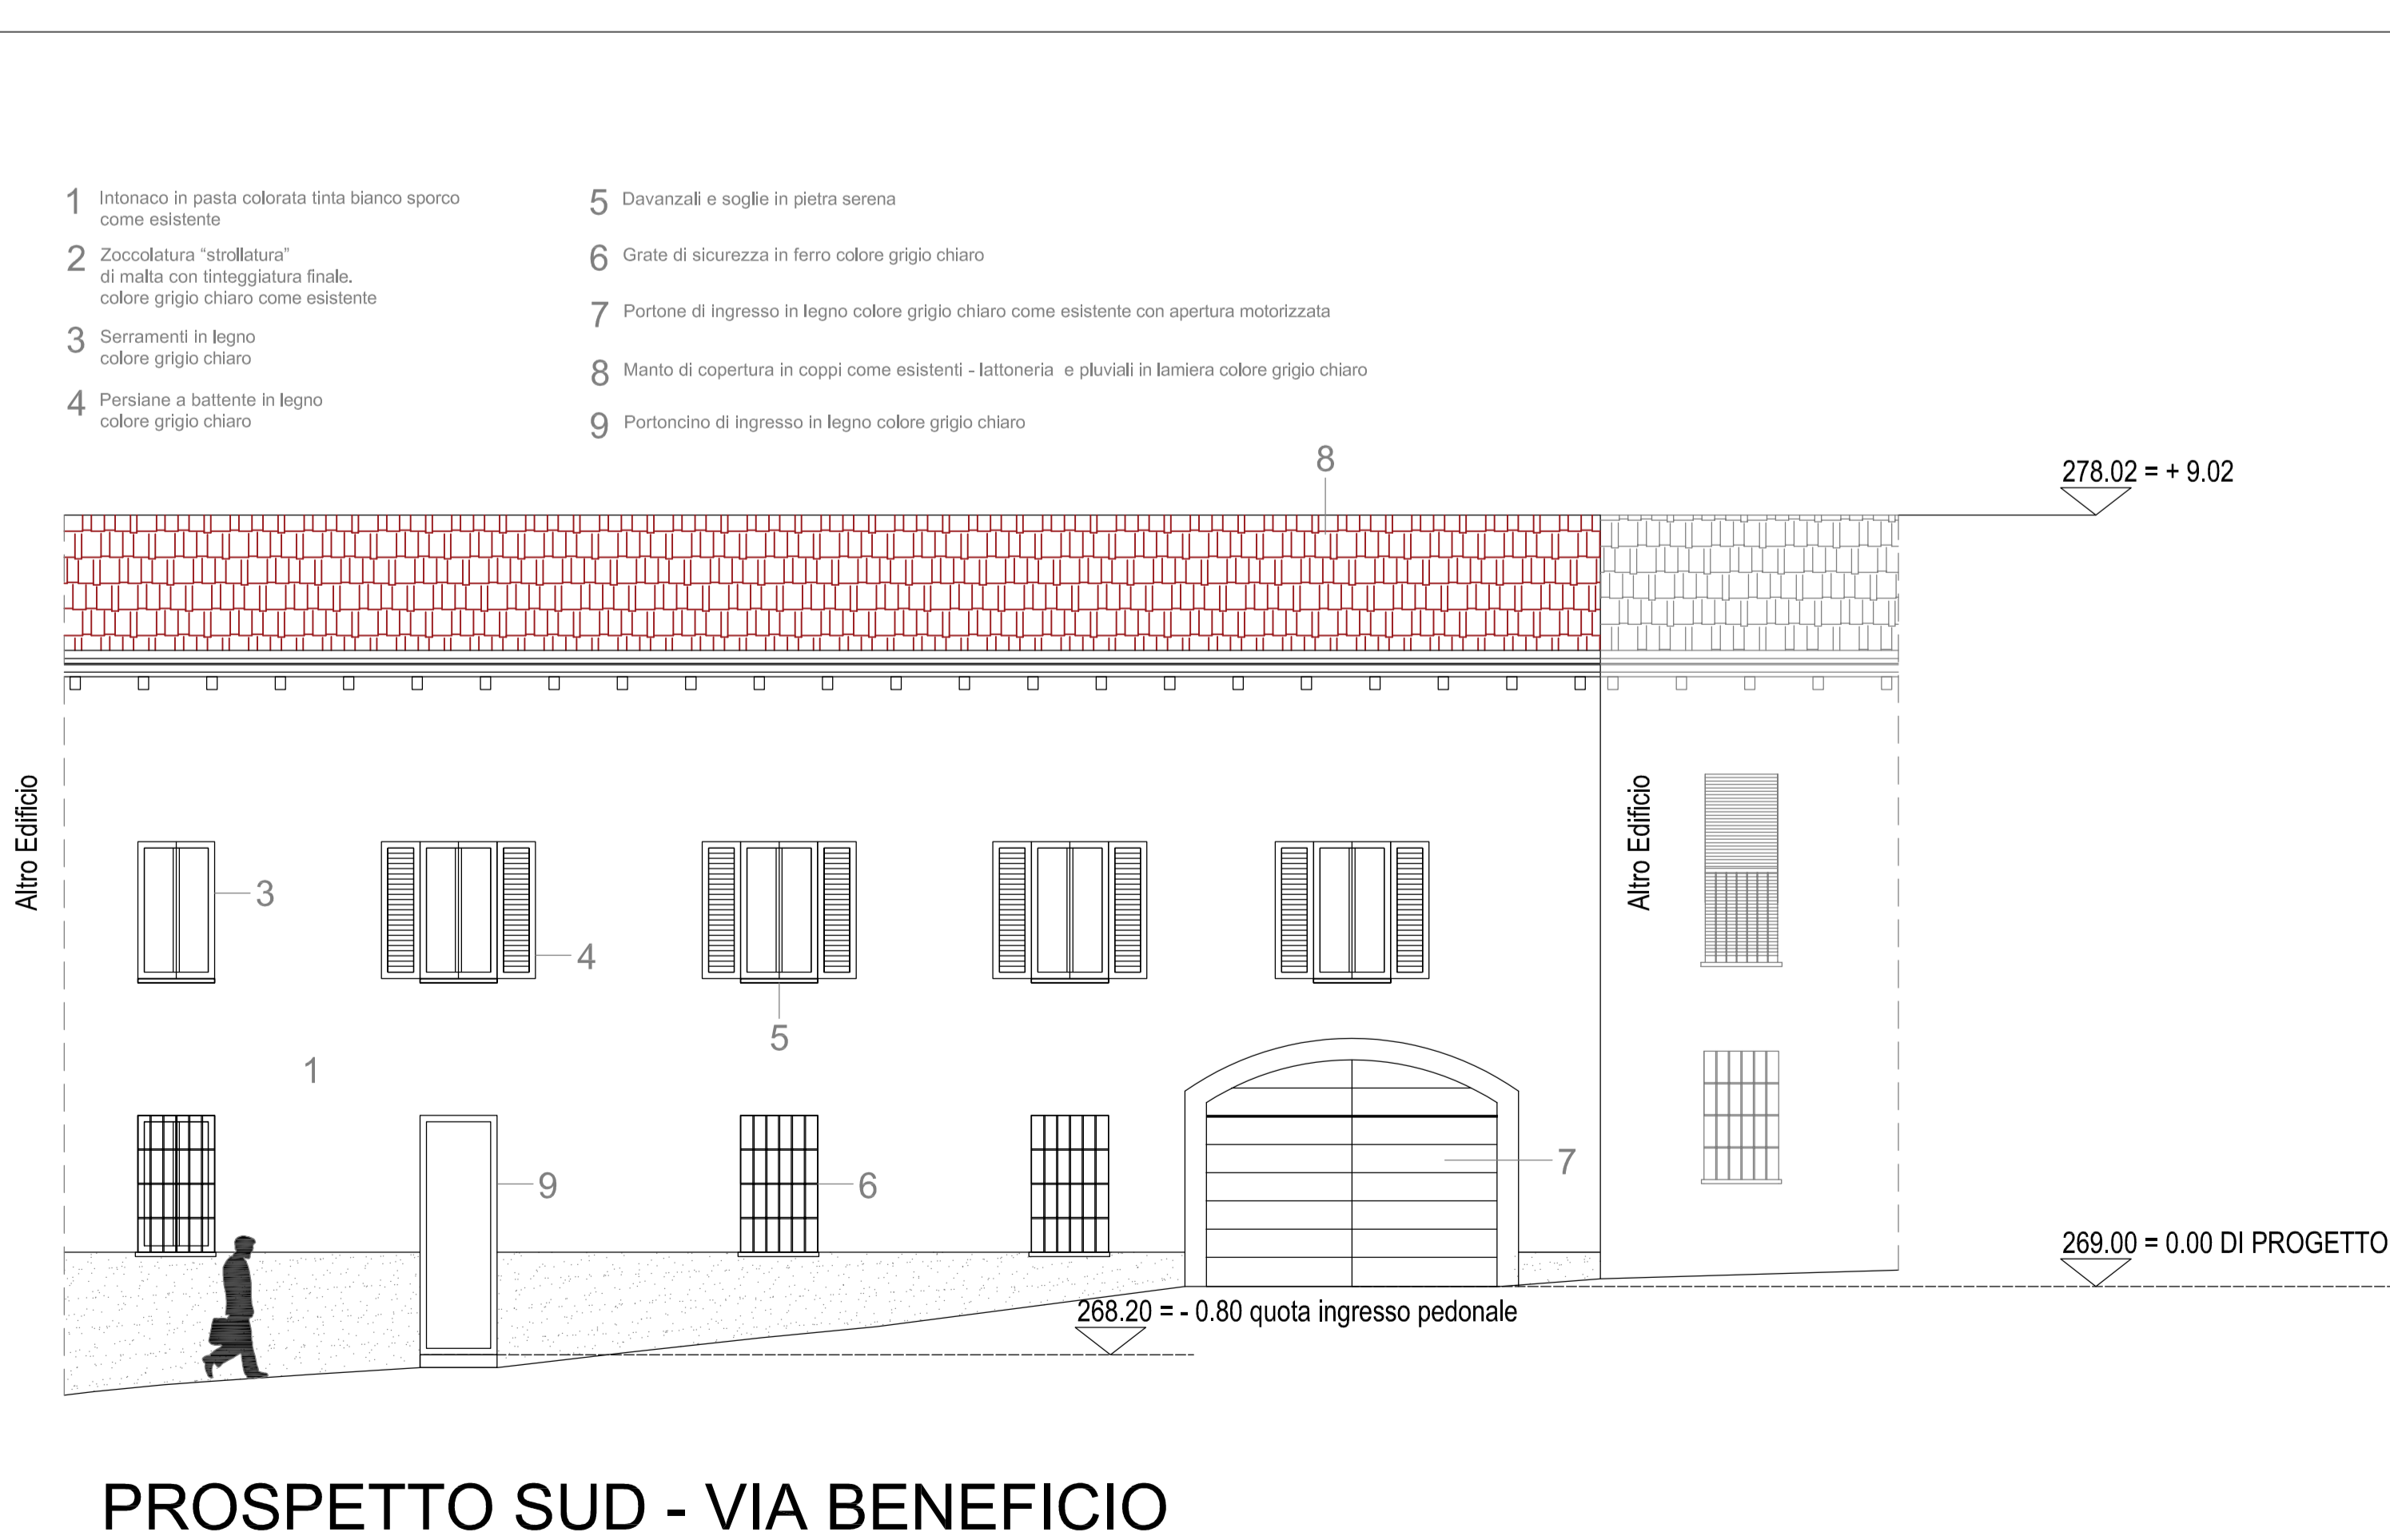 1 Intonaco in pasta colorata tinta bianco sporco
come esistente
2 Zoccolatura “strollatura”
di malta con tinteggiatura finale.
colore grigio chiaro come esistente
3 Serramenti in legno
colore grigio chiaro
4 Persiane a battente in legno
colore grigio chiaro
5 Davanzali e soglie in pietra serena
6 Grate di sicurezza in ferro colore grigio chiaro
7 Portone di ingresso in legno colore grigio chiaro come esistente con apertura motorizzata
8 Manto di copertura in coppi come esistenti - lattoneria e pluviali in lamiera colore grigio chiaro
9 Portoncino di ingresso in legno colore grigio chiaro
8
278.02 = + 9.02
Altro Edificio
3
4
5
1
Altro Edificio
9
6
7
269.00 = 0.00 DI PROGETTO
268.20 = - 0.80 quota ingresso pedonale
PROSPETTO SUD - VIA BENEFICIO